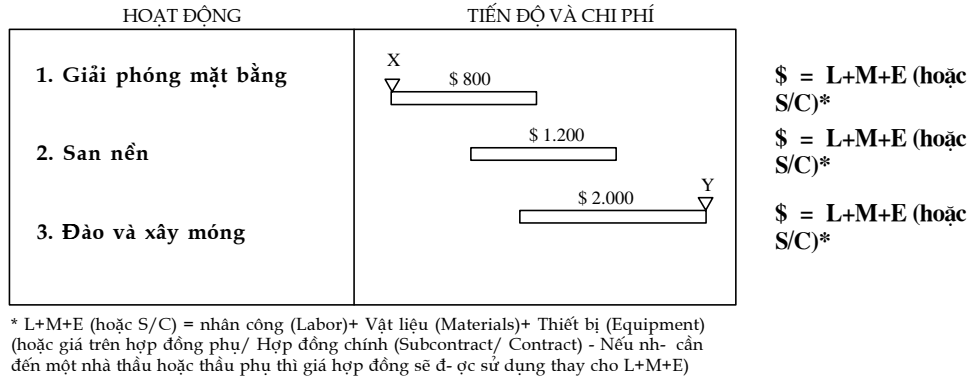 HOẠT ĐỘNG
TIẾN ĐỘ VÀ CHI PHÍ
1. Giải phóng mặt bằng
X
$ 800
$ = L+M+E (hoặc
S/C)*
2. San nền
$ 1.200
$ = L+M+E (hoặc
S/C)*
3. Đào và xây móng
$ 2.000
Y
$ = L+M+E (hoặc
S/C)*
* L+M+E (hoặc S/C) = nhân công (Labor)+ Vật liệu (Materials)+ Thiết bị (Equipment)
(hoặc giá trên hợp đồng phụ/ Hợp đồng chính (Subcontract/ Contract) - Nếu nh- cần
đến một nhà thầu hoặc thầu phụ thì giá hợp đồng sẽ đ- ợc sử dụng thay cho L+M+E)